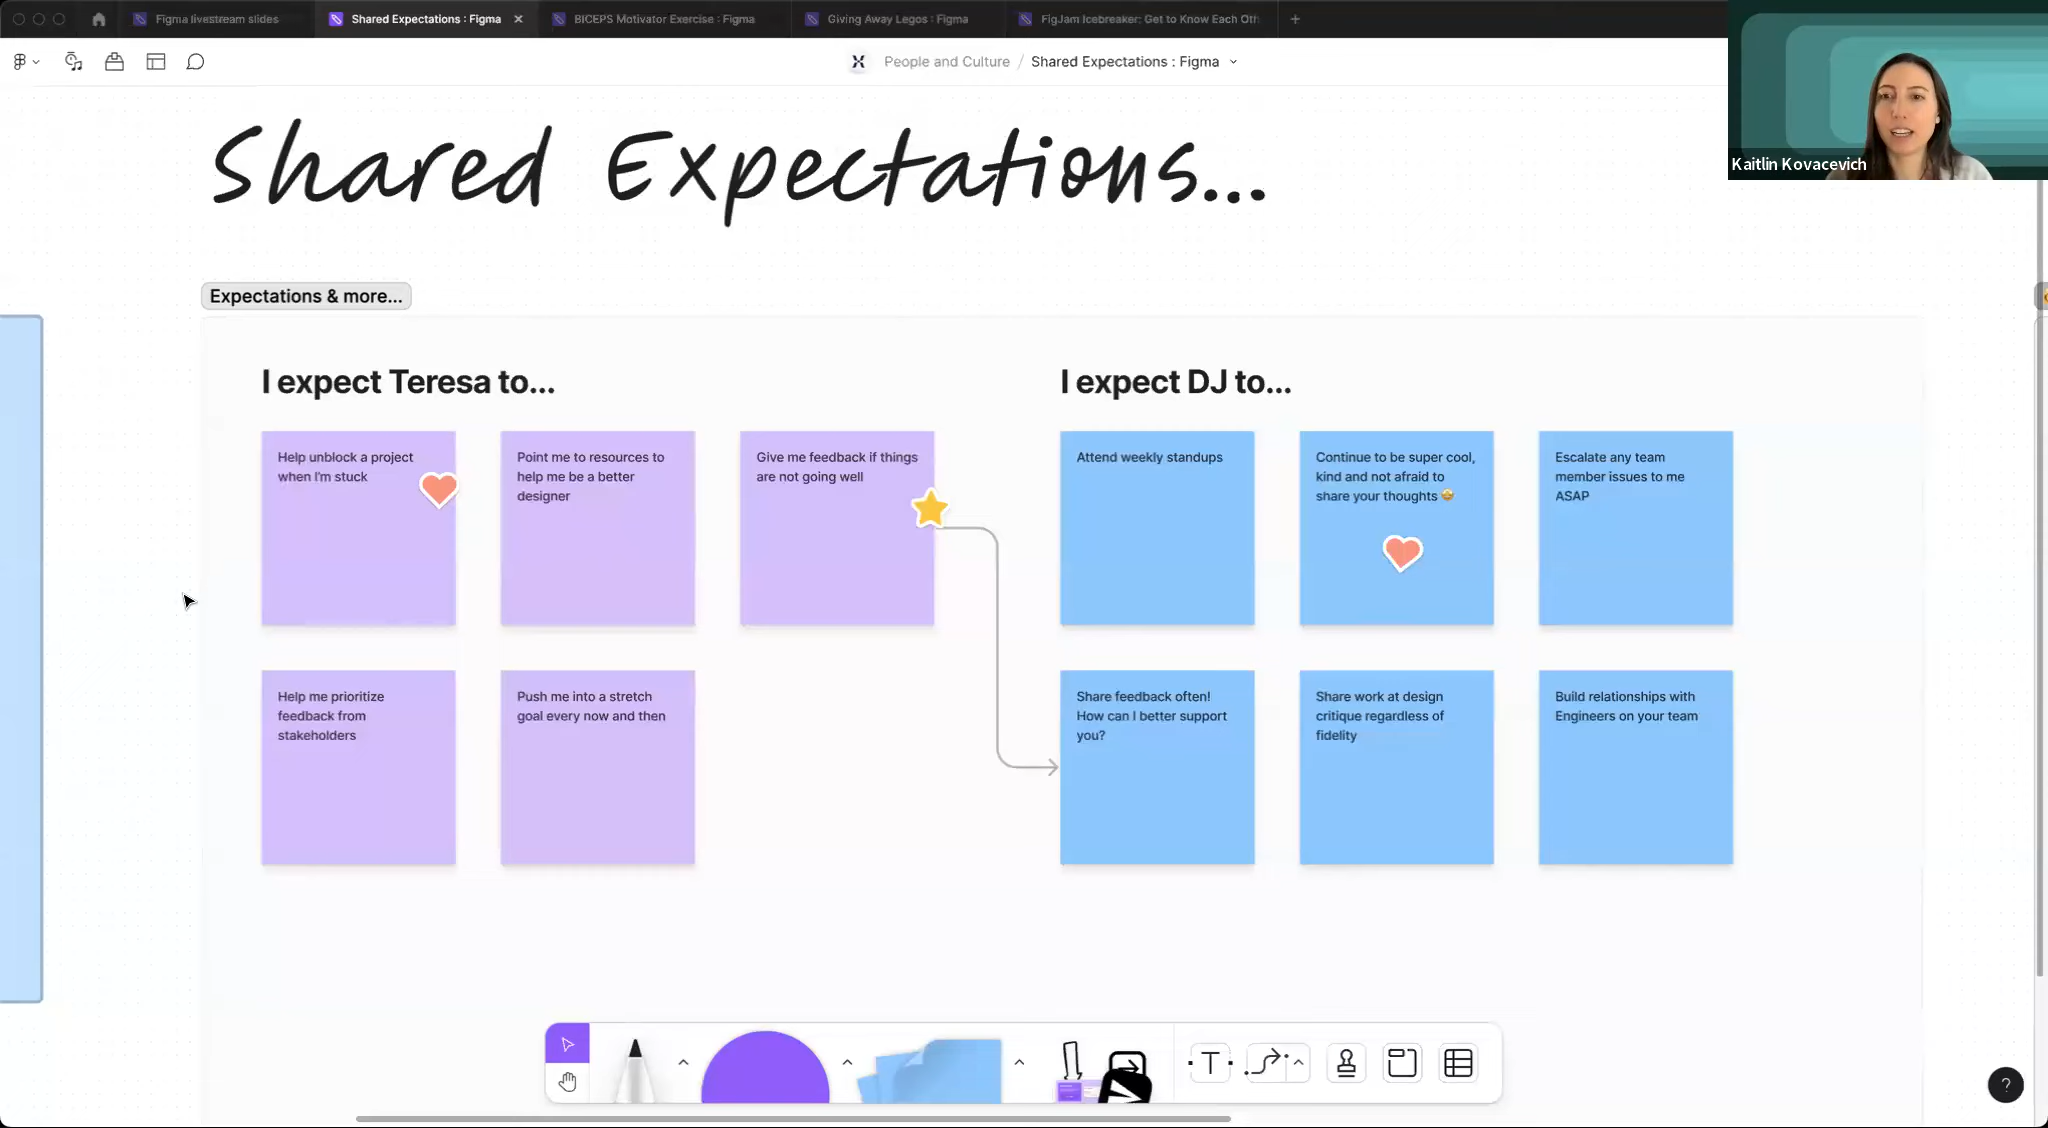 Figma livestream slides
Shared Expectations : Figma
BICEPS Motivator Exercise : Figma
Giving Away Legos : Figma
FigJam Icebreaker: Get to Know Each Oth
People and Culture / Shared Expectations : Figma
Kaitlin Kovacevich
Shared Expectations...
Expectations & more...
I expect Teresa to...
Help unblock a project
when I'm stuck
Point me to resources to
help me be a better
designer
Give me feedback if things
are not going well
Help me prioritize
feedback from
stakeholders
Push me into a stretch
goal every now and then
I expect DJ to...
Attend weekly standups
Continue to be super cool,
kind and not afraid to
share your thoughts 🤩
Escalate any team
member issues to me
ASAP
Share feedback often!
How can I better support
you?
Share work at design
critique regardless of
fidelity
Build relationships with
Engineers on your team
T
?